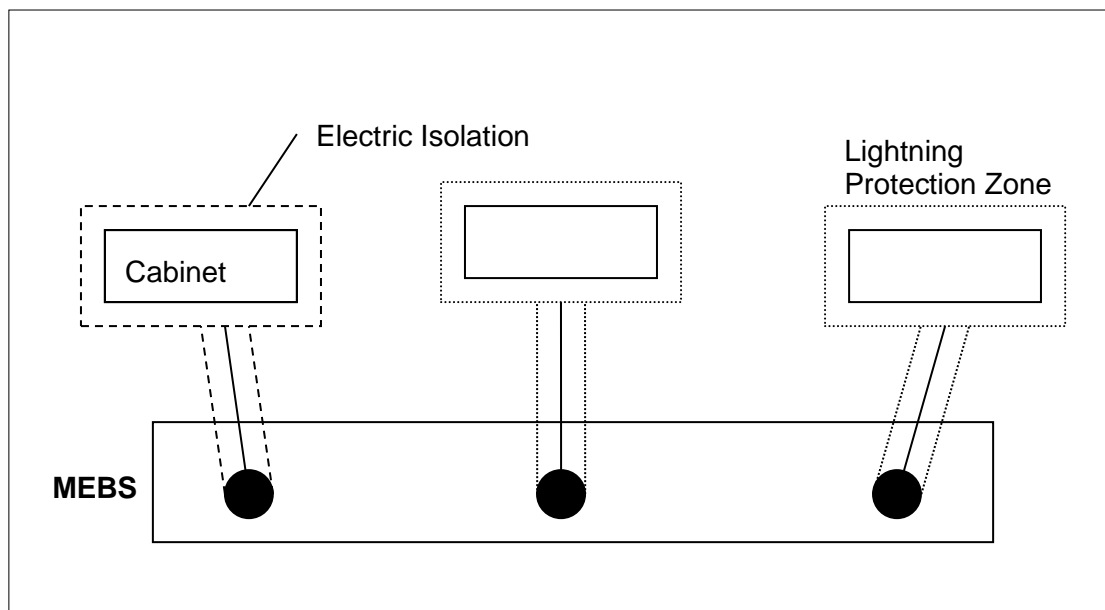 Electric Isolation
Lightning
Protection Zone
Cabinet
MEBS